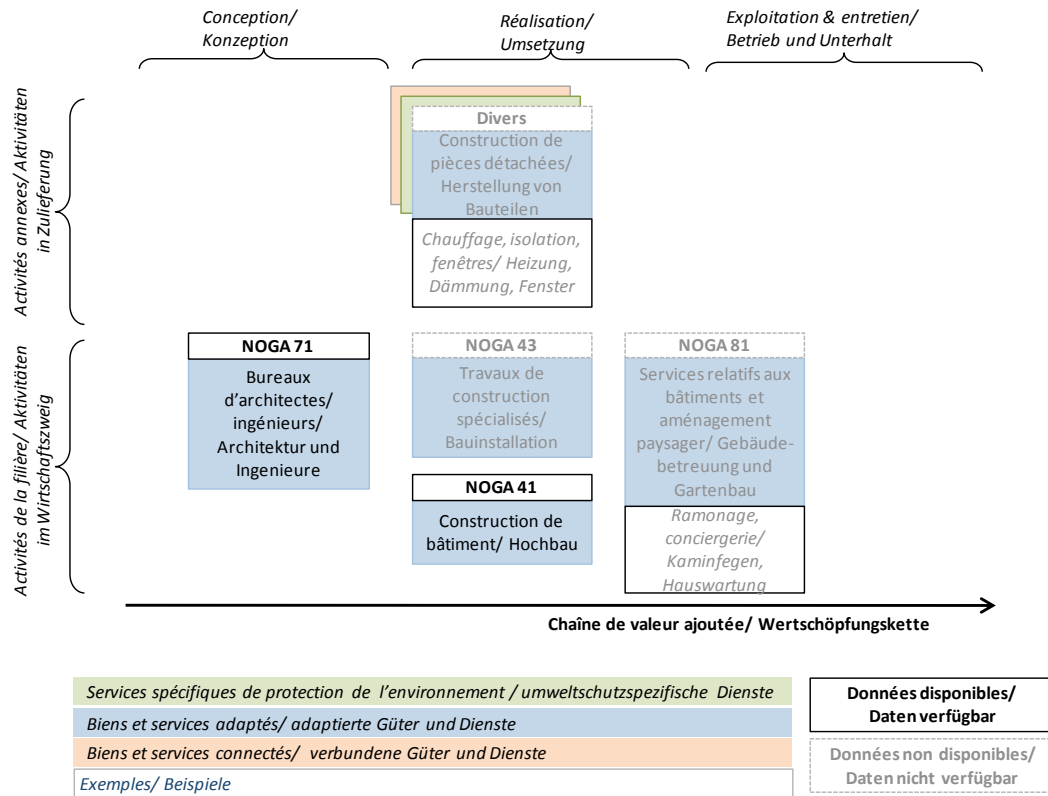 Conception/
Konzeption
Réalisation/
Umsetzung
Exploitation & entretien/
Betrieb und Unterhalt
Activités annexes/ Aktivitäten
in Zulieferung
Divers
Construction de
pièces détachées/
Herstellung von
Bauteilen
Chauffage, isolation,
fenêtres/ Heizung,
Dämmung, Fenster
Activités de la filière/ Aktivitäten
im Wirtschaftszweig
NOGA 71
Bureaux
d'architectes/
ingénieurs/
Architektur und
Ingenieure
NOGA 43
Travaux de
construction
spécialisés/
Bauinstallation
NOGA 41
Construction de
bâtiment/ Hochbau
NOGA 81
Services relatifs aux
bâtiments et
aménagement
paysager/ Gebäude-
betreuung und
Gartenbau
Ramonage,
conciergerie/
Kaminfegen,
Hauswartung
Chaîne de valeur ajoutée/ Wertschöpfungskette
Services spécifiques de protection de l'environnement / umweltschutzspezifische Dienste
Biens et services adaptés/ adaptierte Güter und Dienste
Biens et services connectés/ verbundene Güter und Dienste
Exemples/ Beispiele
Données disponibles/
Daten verfügbar
Données non disponibles/
Daten nicht verfügbar